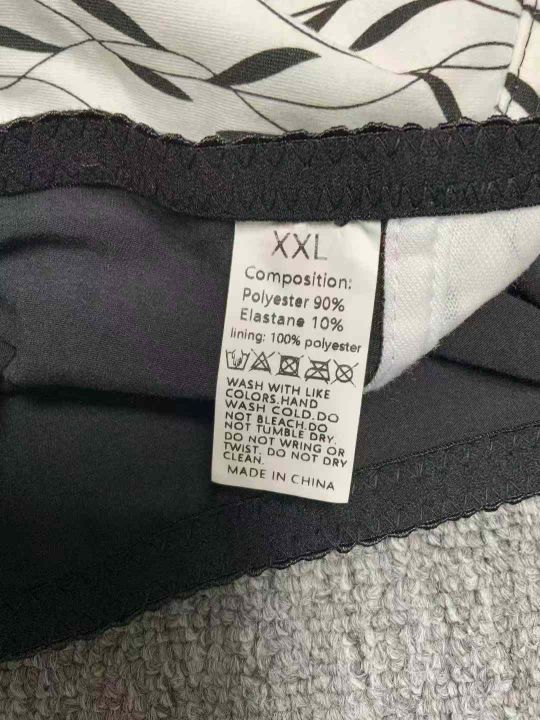 XXL
Composition:
Polyester 90%
Elastane 10%
lining: 100% polyester
WASH WITH LIKE
COLORS.HAND
WASH COLD.DO
NOT BLEACH.DO
NOT TUMBLE DRY.
DO NOT WRING OR
TWIST. DO NOT DRY
CLEAN.
MADE IN CHINA